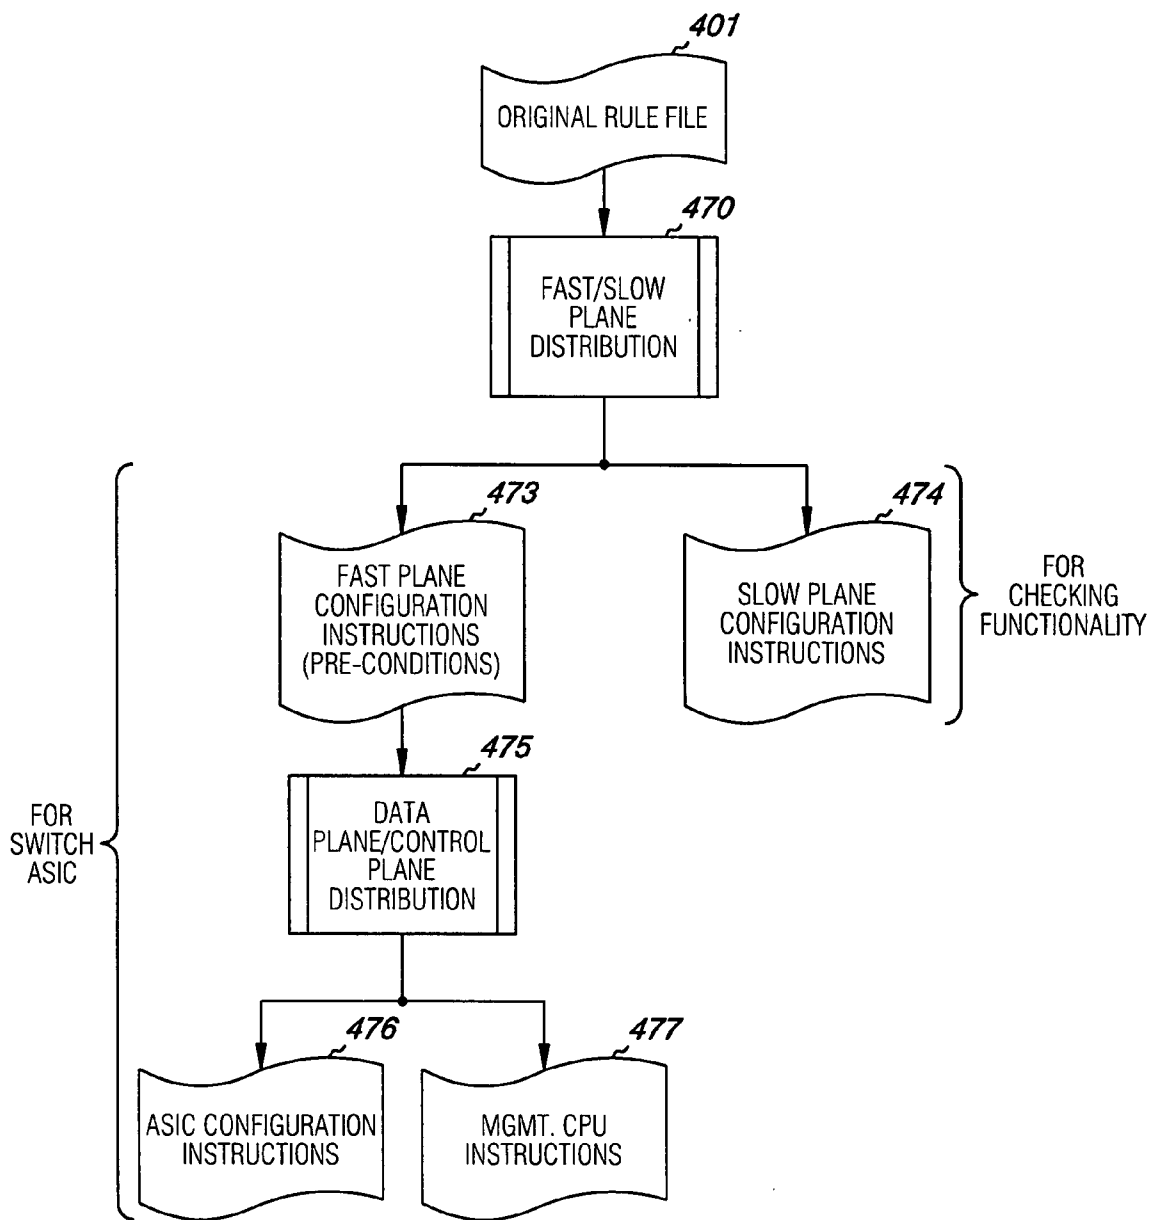 401
ORIGINAL RULE FILE
470
FAST/SLOW
PLANE
DISTRIBUTION
473
FAST PLANE
CONFIGURATION
INSTRUCTIONS
(PRE-CONDITIONS)
474
SLOW PLANE
CONFIGURATION
INSTRUCTIONS
FOR
CHECKING
FUNCTIONALITY
475
DATA
PLANE/CONTROL
PLANE
DISTRIBUTION
FOR
SWITCH
ASIC
476
ASIC CONFIGURATION
INSTRUCTIONS
477
MGMT. CPU
INSTRUCTIONS